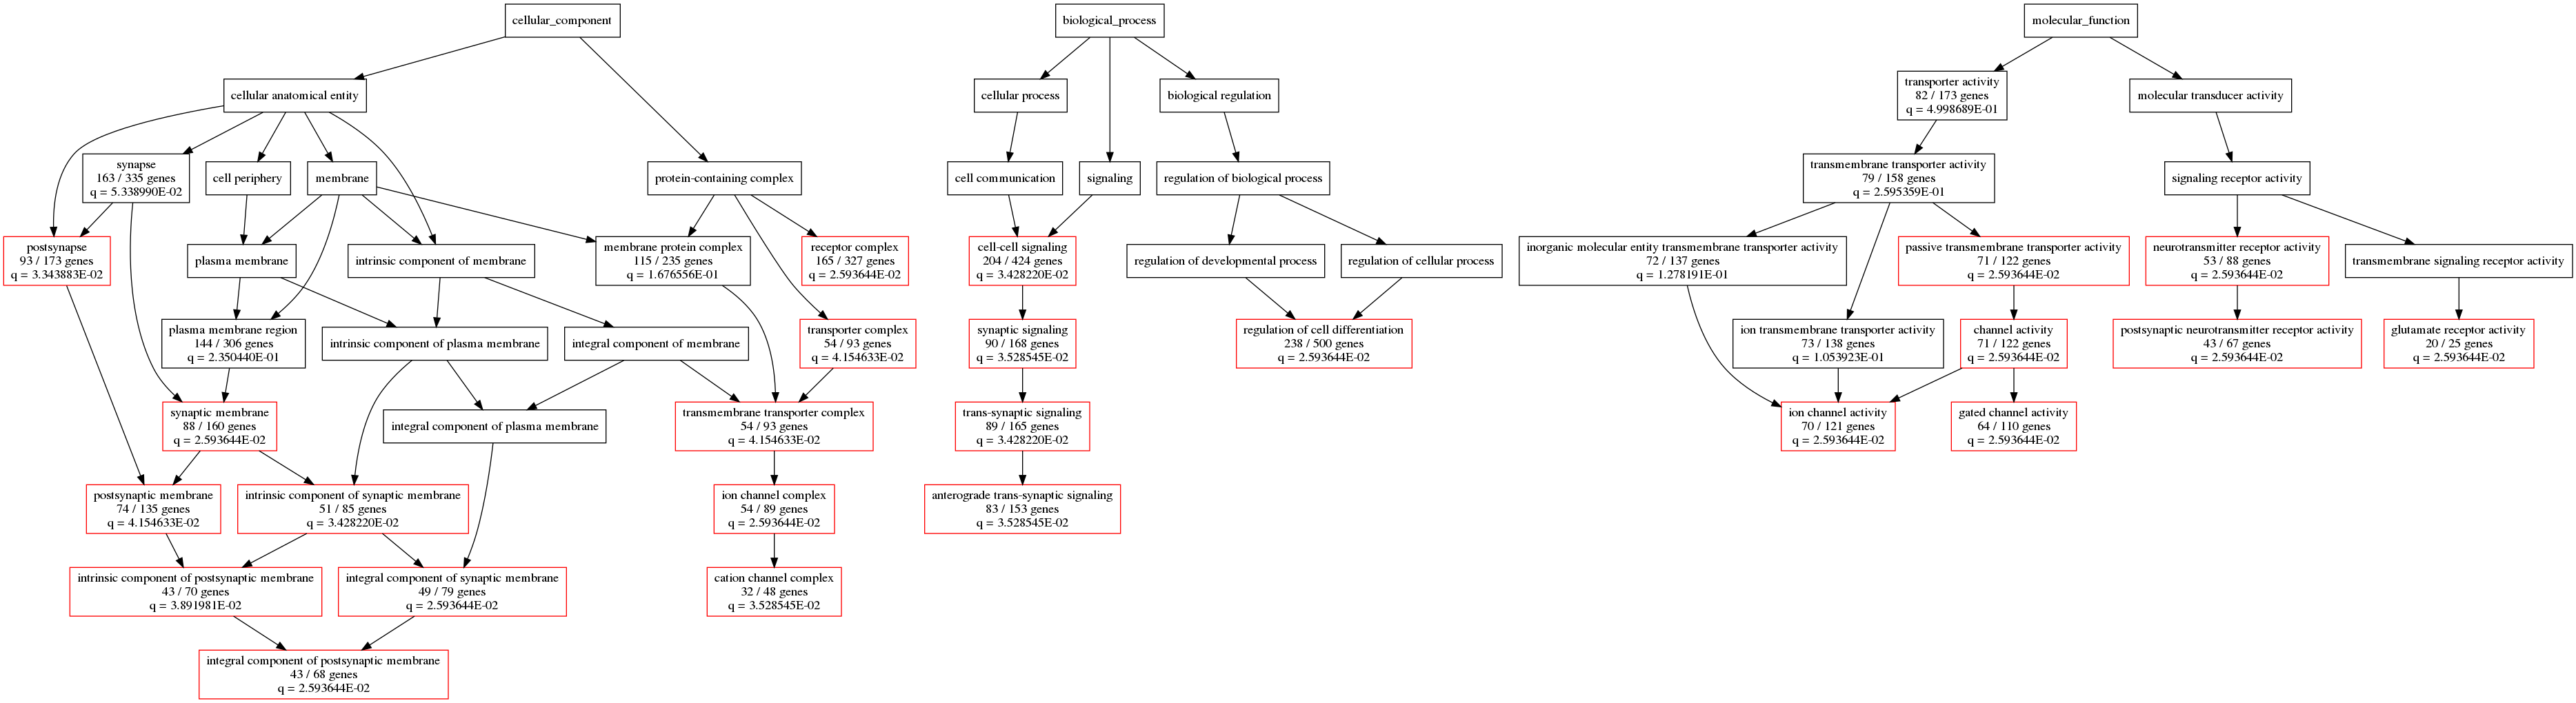 cellular_component
cellular anatomical entity
synapse
163 / 335 genes
q = 5.338990E-02
cell periphery
membrane
protein-containing complex
postsynapse
93 / 173 genes
q = 3.343883E-02
plasma membrane
intrinsic component of membrane
membrane protein complex
115 / 235 genes
q = 1.676556E-01
receptor complex
165 / 327 genes
q = 2.593644E-02
plasma membrane region
144 / 306 genes
q = 2.350440E-01
intrinsic component of plasma membrane
integral component of membrane
transporter complex
54 / 93 genes
q = 4.154633E-02
synaptic membrane
88 / 160 genes
q = 2.593644E-02
integral component of plasma membrane
transmembrane transporter complex
54 / 93 genes
q = 4.154633E-02
postsynaptic membrane
74 / 135 genes
q = 4.154633E-02
intrinsic component of synaptic membrane
51 / 85 genes
q = 3.428220E-02
ion channel complex
54 / 89 genes
q = 2.593644E-02
intrinsic component of postsynaptic membrane
43 / 70 genes
q = 3.891981E-02
integral component of synaptic membrane
49 / 79 genes
q = 2.593644E-02
cation channel complex
32 / 48 genes
q = 3.528545E-02
integral component of postsynaptic membrane
43 / 68 genes
q = 2.593644E-02
biological_process
cellular process
biological regulation
cell communication
signaling
regulation of biological process
cell-cell signaling
204 / 424 genes
q = 3.428220E-02
regulation of developmental process
regulation of cellular process
synaptic signaling
90 / 168 genes
q = 3.528545E-02
regulation of cell differentiation
238 / 500 genes
q = 2.593644E-02
trans-synaptic signaling
89 / 165 genes
q = 3.428220E-02
anterograde trans-synaptic signaling
83 / 153 genes
q = 3.528545E-02
molecular_function
transporter activity
82 / 173 genes
q = 4.998689E-01
molecular transducer activity
transmembrane transporter activity
79 / 158 genes
q = 2.595359E-01
signaling receptor activity
inorganic molecular entity transmembrane transporter activity
72 / 137 genes
q = 1.278191E-01
passive transmembrane transporter activity
71 / 122 genes
q = 2.593644E-02
neurotransmitter receptor activity
53 / 88 genes
q = 2.593644E-02
transmembrane signaling receptor activity
ion transmembrane transporter activity
73 / 138 genes
q = 1.053923E-01
channel activity
71 / 122 genes
q = 2.593644E-02
postsynaptic neurotransmitter receptor activity
43 / 67 genes
q = 2.593644E-02
glutamate receptor activity
20 / 25 genes
q = 2.593644E-02
ion channel activity
70 / 121 genes
q = 2.593644E-02
gated channel activity
64 / 110 genes
q = 2.593644E-02